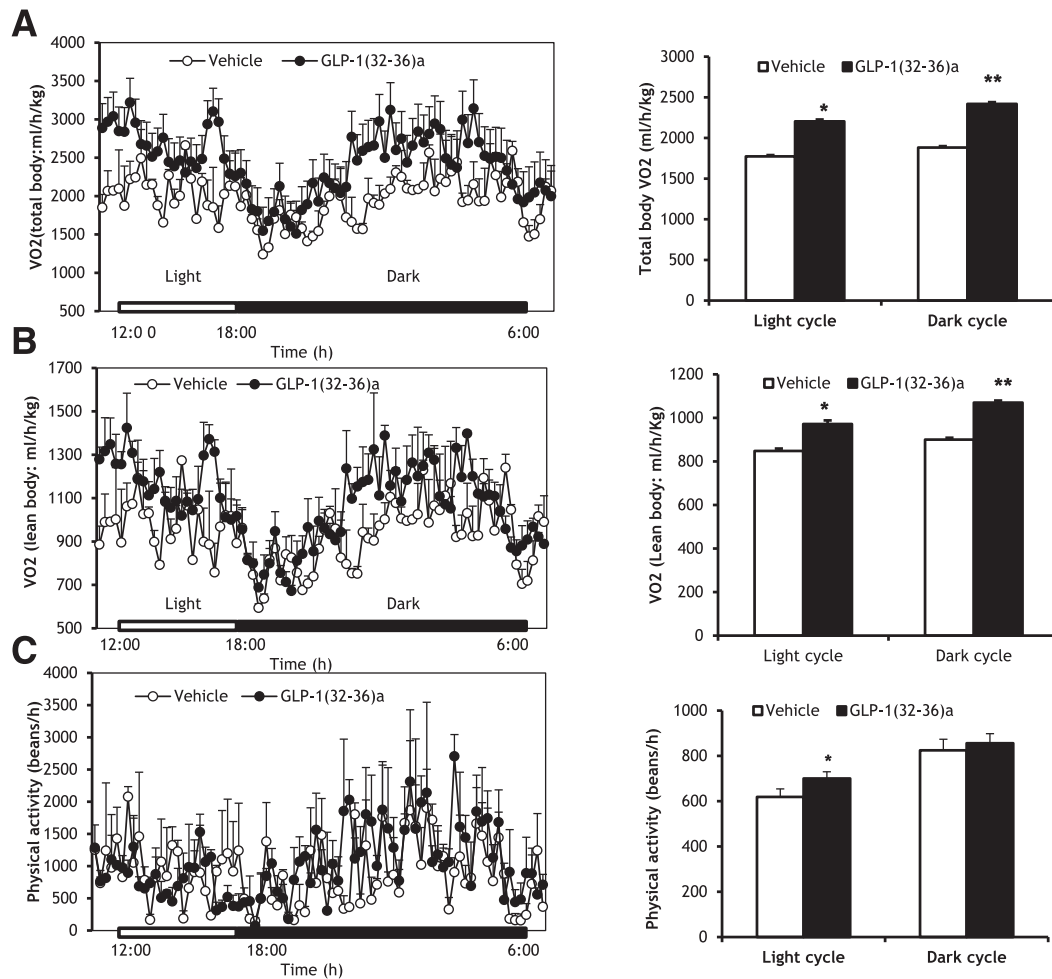 A
VO2(total body:ml/h/kg)
4000
3500
3000
2500
2000
1500
1000
500
Vehicle
GLP-1(32-36)a
Light
Dark
12:00 0
18:00
6:00
Time (h)
Total body VO2 (ml/h/kg)
3000
2500
2000
1500
1000
500
0
Vehicle
GLP-1(32-36)a
*
**
Light cycle
Dark cycle
B
VO2 (lean body: ml/h/kg)
1700
1500
1300
1100
900
700
500
Vehicle
GLP-1(32-36)a
Light
Dark
12:00
18:00
6:00
Time (h)
VO2 (Lean body: ml/h/kg)
1200
1000
800
600
400
200
0
Vehicle
GLP-1(32-36)a
*
**
Light cycle
Dark cycle
C
Physical activity (beans/h)
4000
3500
3000
2500
2000
1500
1000
500
0
Vehicle
GLP-1(32-36)a
12:00
18:00
6:00
Time (h)
Physical activity (beans/h)
1000
800
600
400
200
0
Vehicle
GLP-1(32-36)a
*
Light cycle
Dark cycle